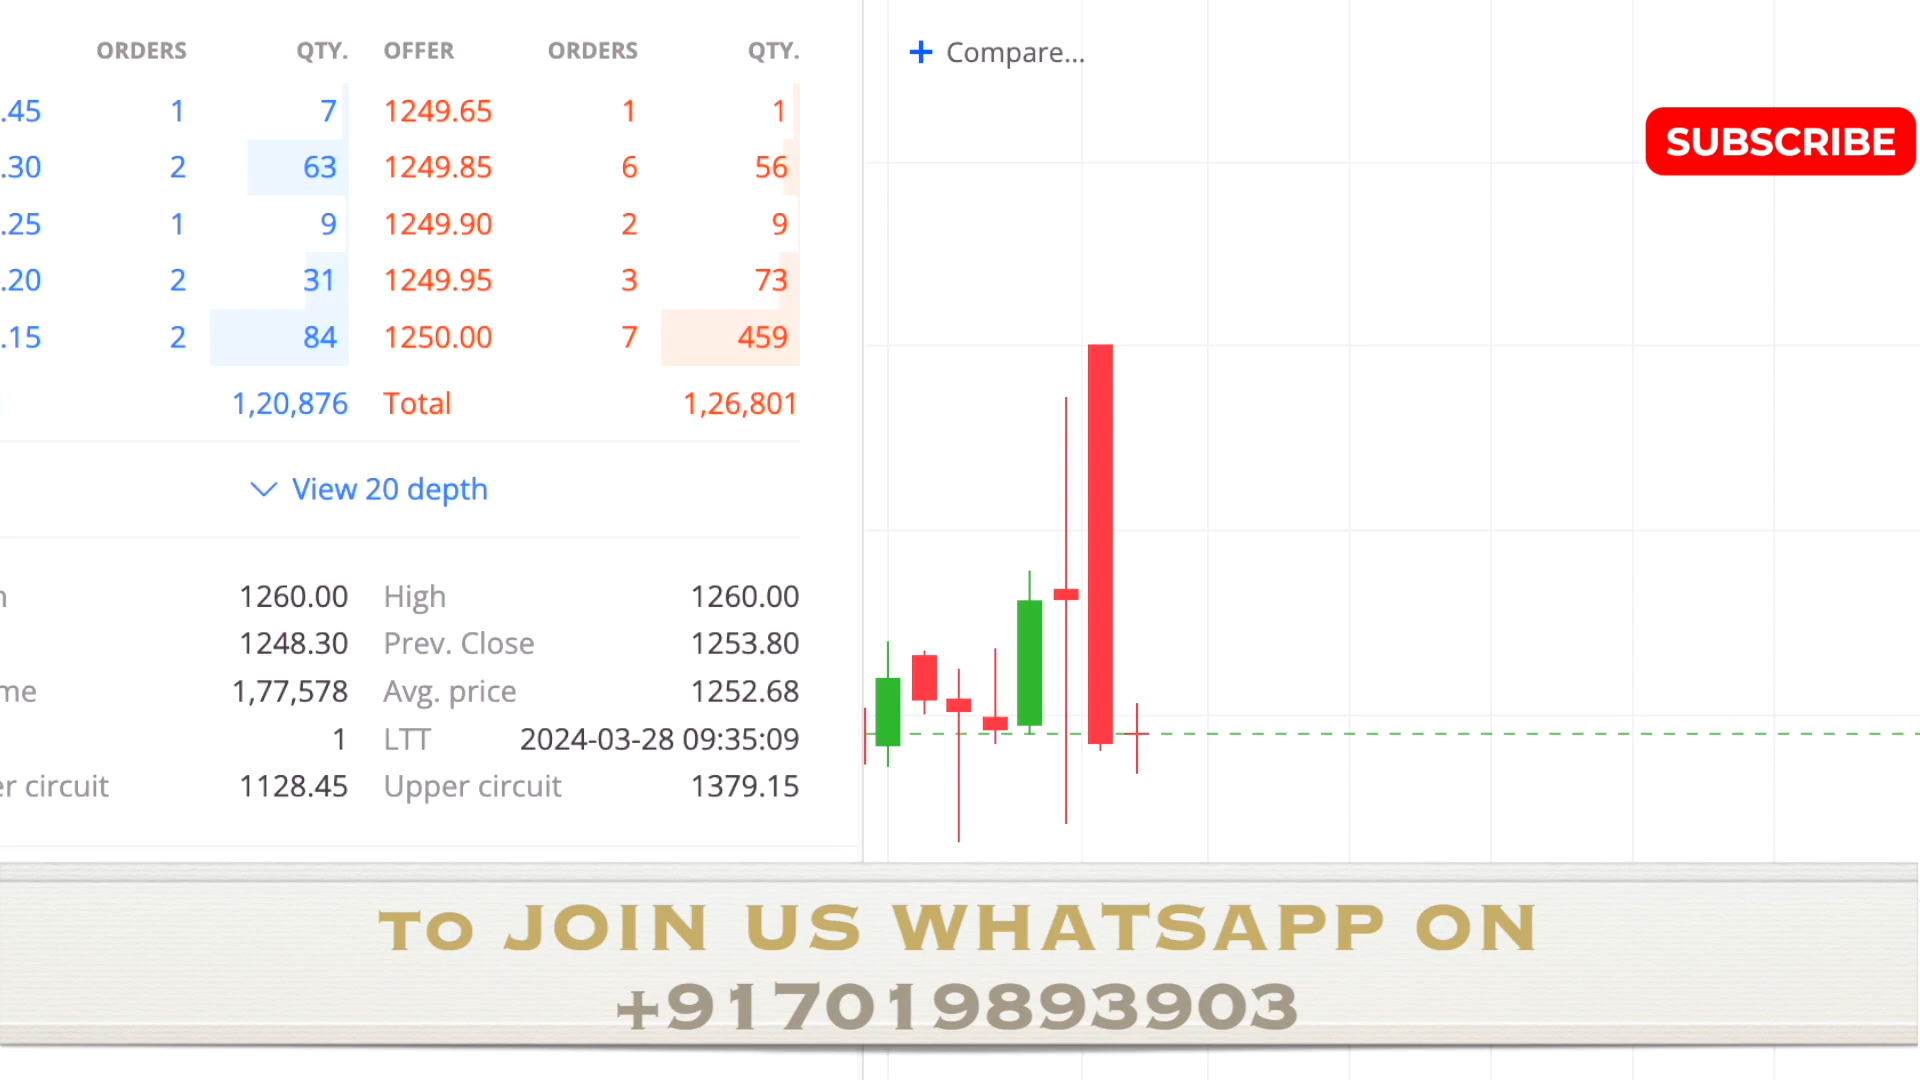 ORDERS QTY. OFFER ORDERS QTY.
.45 1 7 1249.65 1 1
.30 2 63 1249.85 6 56
.25 1 9 1249.90 2 9
.20 2 31 1249.95 3 73
.15 2 84 1250.00 7 459
1,20,876 Total 1,26,801
View 20 depth
1260.00 High 1260.00
1248.30 Prev. Close 1253.80
me 1,77,578 Avg. price 1252.68
1 LTT 2024-03-28 09:35:09
er circuit 1128.45 Upper circuit 1379.15
+ Compare...
SUBSCRIBE
To JOIN US WHATSAPP ON
+917019893903